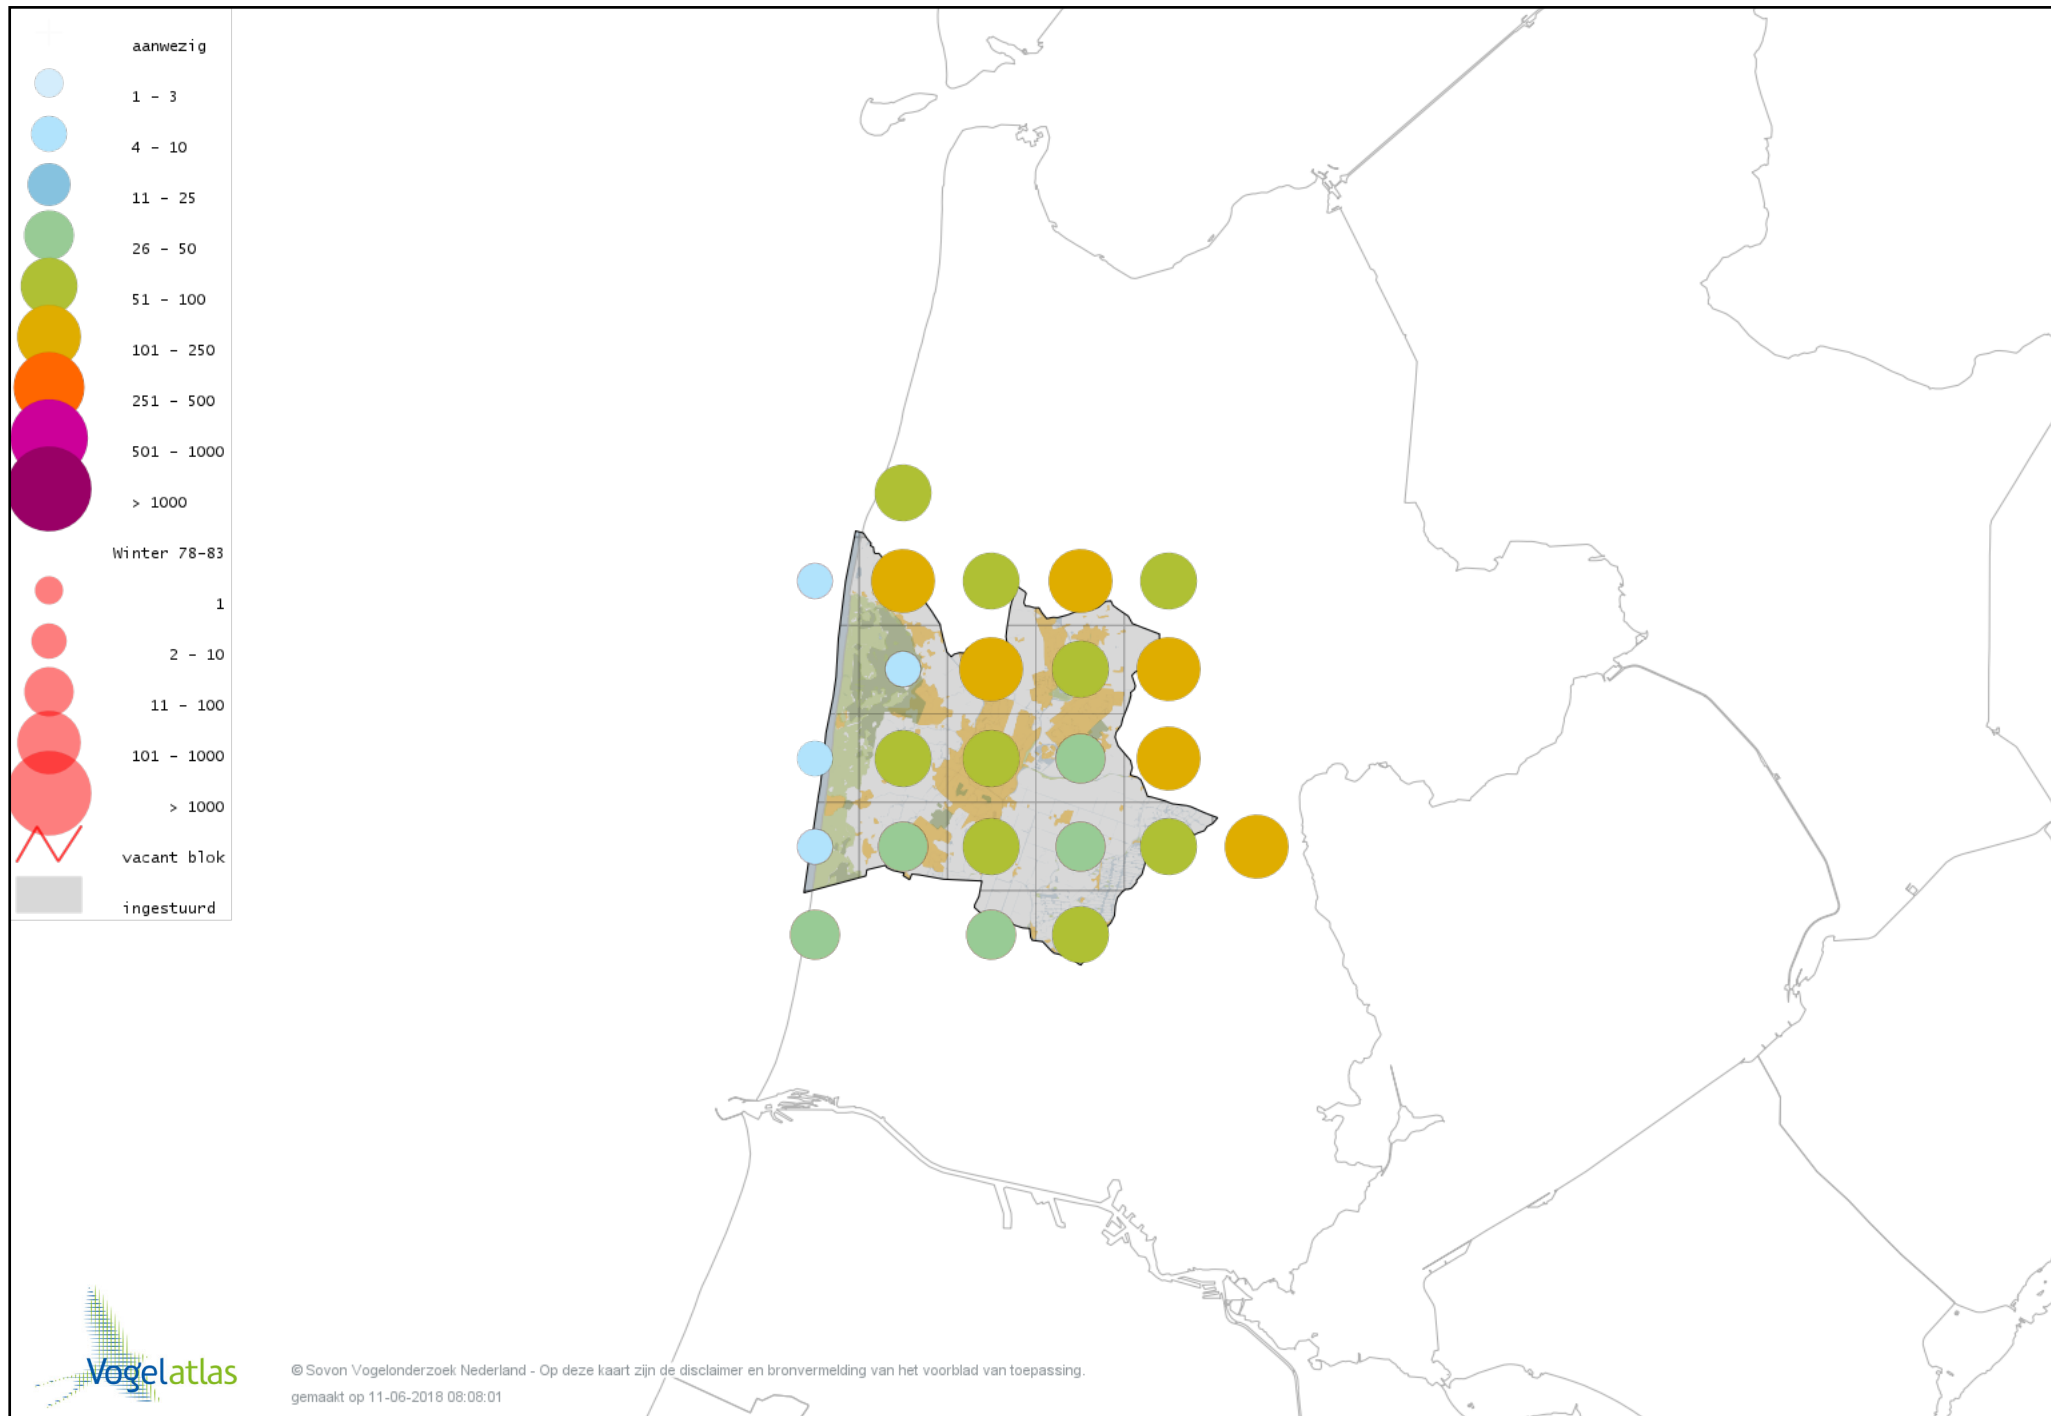 aanwezig
1 - 3
4 - 10
11 - 25
26 - 50
51 - 100
101 - 250
251 - 500
501 - 1000
> 1000
Winter 78-83
1
2 - 10
11 - 100
101 - 1000
> 1000
vacant blok
ingestuurd
Vogelatlas
© Sovon Vogelonderzoek Nederland - Op deze kaart zijn de disclaimer en bronvermelding van het voorblad van toepassing.
gemaakt op 11-06-2018 08:08:01